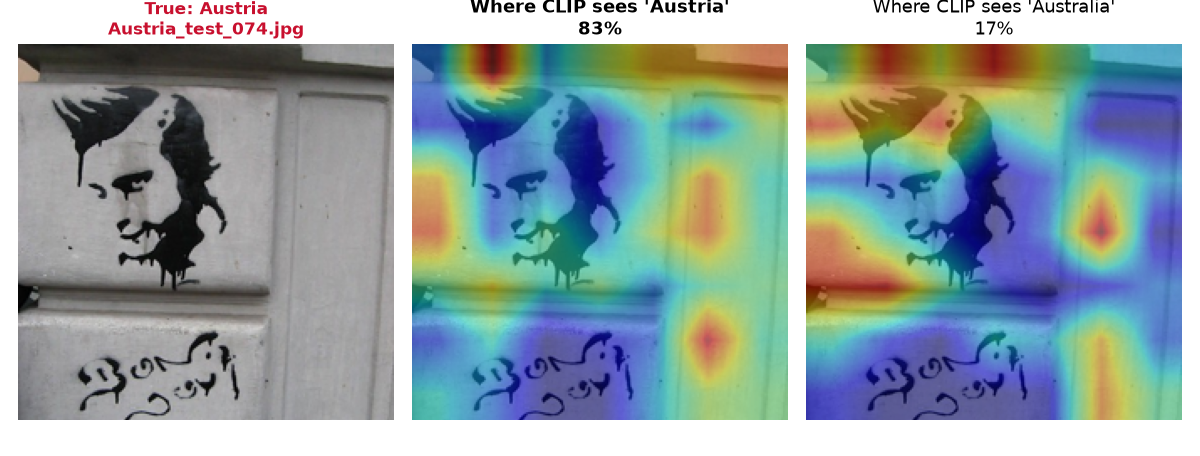 True: Austria
Austria_test_074.jpg
Where CLIP sees 'Austria'
83%
Where CLIP sees 'Australia'
17%